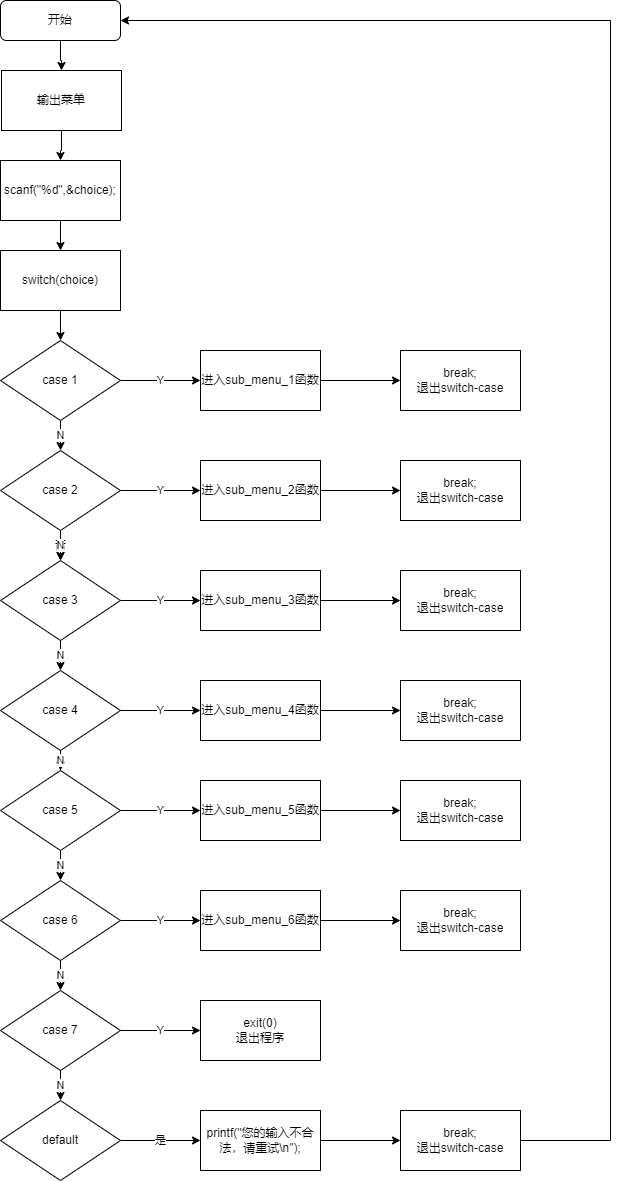 开始
输出菜单
scanf("%d",&choice);
switch(choice)
case 1
Y
进入sub_menu_1函数
break;
退出switch-case
N
case 2
Y
进入sub_menu_2函数
break;
退出switch-case
N
case 3
Y
进入sub_menu_3函数
break;
退出switch-case
N
case 4
Y
进入sub_menu_4函数
break;
退出switch-case
N
case 5
Y
进入sub_menu_5函数
break;
退出switch-case
N
case 6
Y
进入sub_menu_6函数
break;
退出switch-case
N
case 7
Y
exit(0)
退出程序
N
default
是
printf("您的输入不合
法，请重试\n");
break;
退出switch-case